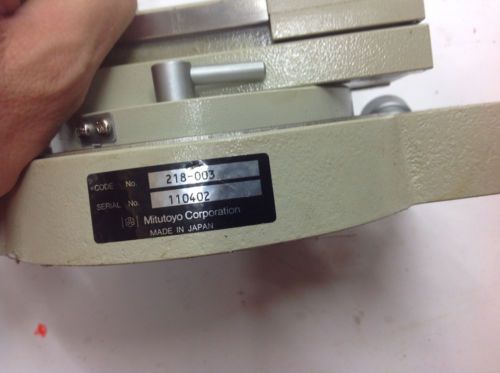 CODE No. 218-003
SERIAL No. 110402
Mitutoyo Corporation
MADE IN JAPAN